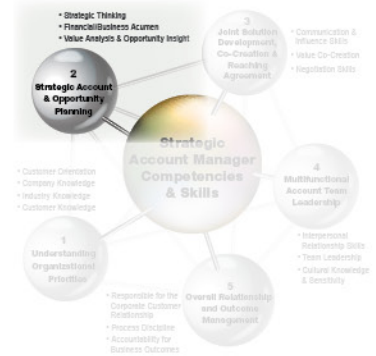 • Strategic Thinking
• Financial/Business Acumen
• Value Analysis & Opportunity Insight
2
Strategic Account
& Opportunity
Planning
3
Joint Solution
Development,
Co-Creation &
Reaching
Agreement
• Communication &
Influence Skills
• Value Co-Creation
• Negotiation Skills
Strategic
Account Manager
Competencies
& Skills
4
Multifunctional
Account Team
Leadership
• Interpersonal
Relationship Skills
• Team Leadership
• Cultural Knowledge
& Sensitivity
• Customer Orientation
• Company Knowledge
• Industry Knowledge
• Customer Knowledge
1
Understanding
Organizational
Priorities
5
Overall Relationship
and Outcome
Management
• Responsible for the
Corporate Customer
Relationship
• Process Discipline
• Accountability for
Business Outcomes